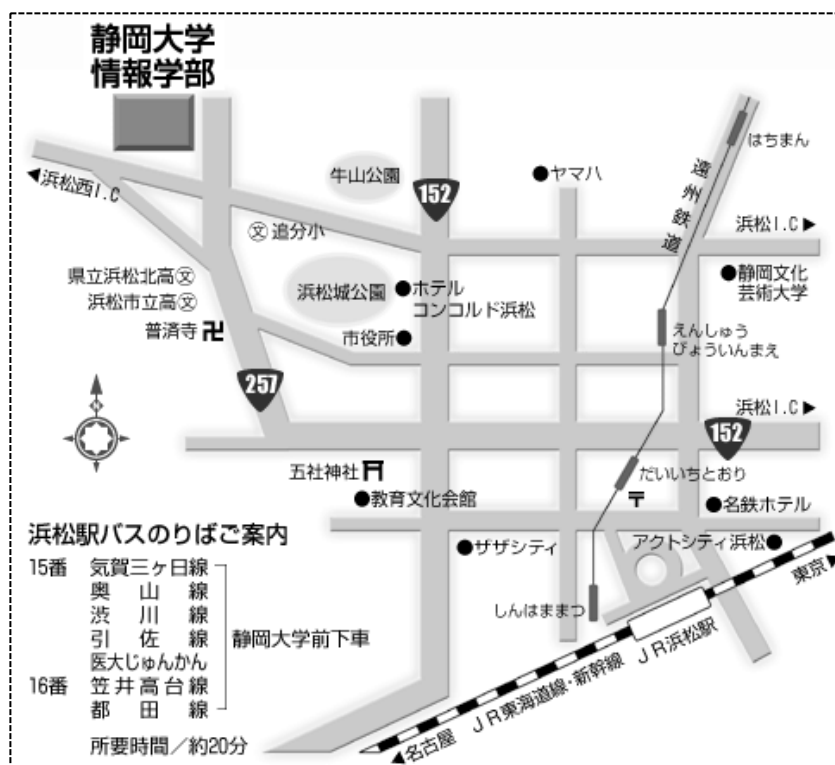 静岡大学
情報学部
はちまん
牛山公園
152
ヤマハ
遠州鉄道
◀浜松西I.C
浜松I.C▶
文 追分小
静岡文化
芸術大学
県立浜松北高 文
浜松市立高 文
浜松城公園
ホテル
コンコルド浜松
普済寺 卍
市役所
えんしゅう
びょういんまえ
257
N
浜松I.C▶
152
五社神社
だいいちとおり
教育文化会館
〒
名鉄ホテル
ザザシティ
アクトシティ浜松
東京▶
しんはままつ
JR浜松駅
JR東海道線・新幹線
◀名古屋
浜松駅バスのりばご案内
15番 気賀三ヶ日線
奥山線
渋川線
引佐線
静岡大学前下車
医大じゅんかん
16番 笠井高台線
都田線
所要時間/約20分